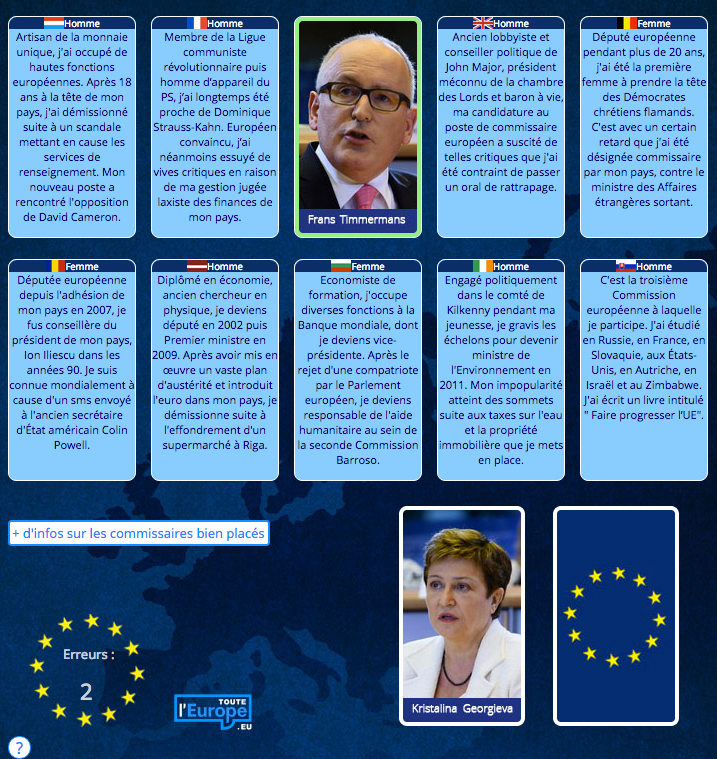 Homme
Artisan de la monnaie
unique, j'ai occupé de
hautes fonctions
européennes. Après 18
ans à la tête de mon
pays, j'ai démissionné
suite à un scandale
mettant en cause les
services de
renseignement. Mon
nouveau poste a
rencontré l'opposition
de David Cameron.
Homme
Membre de la Ligue
communiste
révolutionnaire puis
homme d’appareil du
PS, j’ai longtemps été
proche de Dominique
Strauss-Kahn. Européen
convaincu, j’ai
néanmoins essuyé de
vives critiques en raison
de ma gestion jugée
laxiste des finances de
mon pays.
Frans Timmermans
Homme
Ancien lobbyiste et
conseiller politique de
John Major, président
méconnu de la chambre
des Lords et baron à vie,
ma candidature au
poste de commissaire
européen a suscité de
telles critiques que j'ai
été contraint de passer
un oral de rattrapage.
Femme
Député européenne
pendant plus de 20 ans,
j'ai été la première
femme à prendre la tête
des Démocrates
chrétiens flamands.
C'est avec un certain
retard que j'ai été
désignée commissaire
par mon pays, contre le
ministre des Affaires
étrangères sortant.
Femme
Députée européenne
depuis l'adhésion de
mon pays en 2007, je
fus conseillère du
président de mon pays,
Ion Iliescu dans les
années 90. Je suis
connue mondialement à
cause d'un sms envoyé
à l'ancien secrétaire
d'État américain Colin
Powell.
Homme
Diplômé en économie,
ancien chercheur en
physique, je deviens
député en 2002 puis
Premier ministre en
2009. Après avoir mis en
œuvre un vaste plan
d'austérité et introduit
l'euro dans mon pays, je
démissionne suite à
l'effondrement d'un
supermarché à Riga.
Femme
Economiste de
formation, j'occupe
diverses fonctions à la
Banque mondiale, dont
je deviens vice-
présidente. Après le
rejet d'une compatriote
par le Parlement
européen, je deviens
responsable de l'aide
humanitaire au sein de
la seconde Commission
Barroso.
Homme
Engagé politiquement
dans le comté de
Kilkenny pendant ma
jeunesse, je gravis les
échelons pour devenir
ministre de
l'Environnement en
2011. Mon impopularité
atteint des sommets
suite aux taxes sur l'eau
et la propriété
immobilière que je mets
en place.
Homme
C'est la troisième
Commission
européenne à laquelle
je participe. J'ai étudié
en Russie, en France, en
Slovaquie, aux États-
Unis, en Autriche, en
Israël et au Zimbabwe.
J'ai écrit un livre intitulé
" Faire progresser l'UE".
+ d'infos sur les commissaires bien placés
Erreurs :
2
TOUTE
l'Europe
.EU
Kristalina Georgieva
?